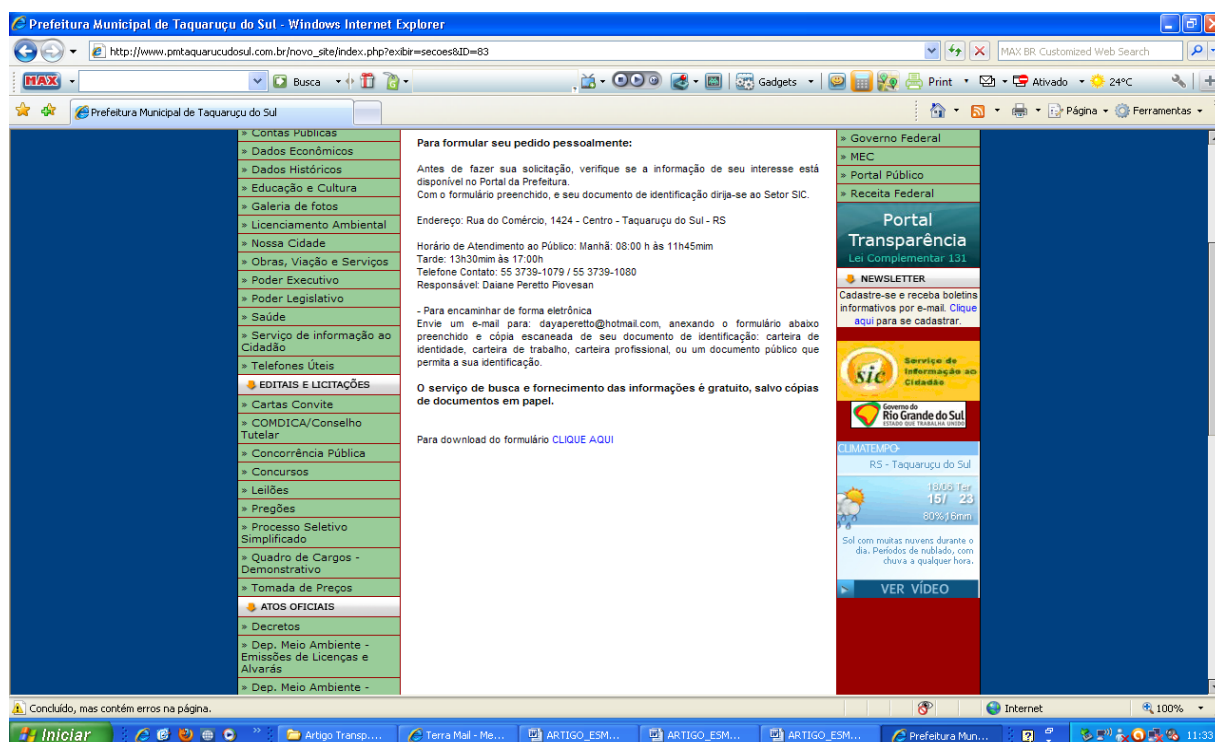 Prefeitura Municipal de Taquaruçu do Sul - Windows Internet Explorer
http://www.pmtaquarucudosul.com.br/novo_site/index.php?exibir=secoes&ID=83
MAX BR Customized Web Search
MAX
Busca
Gadgets
Print
Ativado
24°C
Prefeitura Municipal de Taquaruçu do Sul
Página
Ferramentas
» Contas Públicas
» Dados Econômicos
» Dados Históricos
» Educação e Cultura
» Galeria de fotos
» Licenciamento Ambiental
» Nossa Cidade
» Obras, Viação e Serviços
» Poder Executivo
» Poder Legislativo
» Saúde
» Serviço de informação ao
Cidadão
» Telefones Úteis
EDITAIS E LICITAÇÕES
» Cartas Convite
» COMDICA/Conselho
Tutelar
» Concorrência Pública
» Concursos
» Leilões
» Pregões
» Processo Seletivo
Simplificado
» Quadro de Cargos -
Demonstrativo
» Tomada de Preços
ATOS OFICIAIS
» Decretos
» Dep. Meio Ambiente -
Emissões de Licenças e
Alvarás
» Dep. Meio Ambiente -
Para formular seu pedido pessoalmente:
Antes de fazer sua solicitação, verifique se a informação de seu interesse está
disponível no Portal da Prefeitura.
Com o formulário preenchido, e seu documento de identificação dirija-se ao Setor SIC.
Endereço: Rua do Comércio, 1424 - Centro - Taquaruçu do Sul - RS
Horário de Atendimento ao Público: Manhã: 08:00 h às 11h45mim
Tarde: 13h30mim às 17:00h
Telefone Contato: 55 3739-1079 / 55 3739-1080
Responsável: Daiane Peretto Piovesan
- Para encaminhar de forma eletrônica
Envie um e-mail para: dayaperetto@hotmail.com, anexando o formulário abaixo
preenchido e cópia escaneada de seu documento de identificação: carteira de
identidade, carteira de trabalho, carteira profissional, ou um documento público que
permita a sua identificação.
O serviço de busca e fornecimento das informações é gratuito, salvo cópias
de documentos em papel.
Para download do formulário CLIQUE AQUI
» Governo Federal
» MEC
» Portal Público
» Receita Federal
Portal
Transparência
Lei Complementar 131
NEWSLETTER
Cadastre-se e receba boletins
informativos por e-mail. Clique
aqui para se cadastrar.
sic
Serviço de
Informação ao
Cidadão
Governo do
Rio Grande do Sul
ESTADO QUE TRABALHA UNIDO
CLIMATEMPO
RS - Taquaruçu do Sul
18/06 Ter
15/ 23
80% 16mm
Sol com muitas nuvens durante o
dia. Períodos de nublado, com
chuva a qualquer hora.
VER VÍDEO
Concluído, mas contém erros na página.
Internet
100%
Iniciar
Artigo Transp....
Terra Mail - Me...
ARTIGO_ESM...
ARTIGO_ESM...
ARTIGO_ESM...
Prefeitura Mun...
11:33